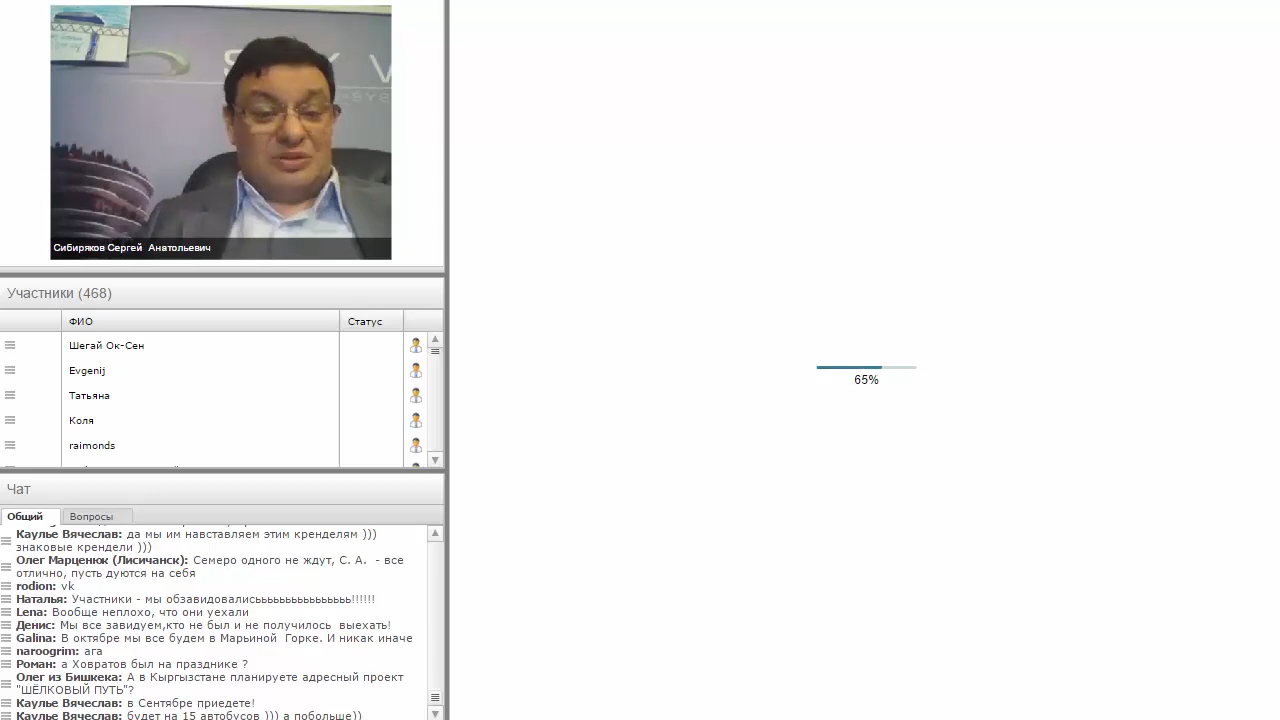 SKY W
Сибиряков Сергей Анатольевич
Участники (468)
ФИО Статус
Шегай Ок-Сен
Evgenij
Татьяна
Коля
raimonds
65%
Чат
Общий Вопросы
Каулье Вячеслав: да мы им навставляем этим кренделям )))
знаковые крендели )))
Олег Марценюк (Лисичанск): Семеро одного не ждут, С. А. - все
отлично, пусть дуются на себя
rodion: vk
Наталья: Участники - мы обзавидовалисьььььььььььььььь!!!!!!
Lena: Вообще неплохо, что они уехали
Денис: Мы все завидуем,кто не был и не получилось выехать!
Galina: В октябре мы все будем в Марьиной Горке. И никак иначе
naroogrim: ага
Роман: а Ховратов был на празднике ?
Олег из Бишкека: А в Кыргызстане планируете адресный проект
"ШЁЛКОВЫЙ ПУТЬ"?
Каулье Вячеслав: в Сентябре приедете!
Каулье Вячеслав: будет на 15 автобусов ))) а побольше))